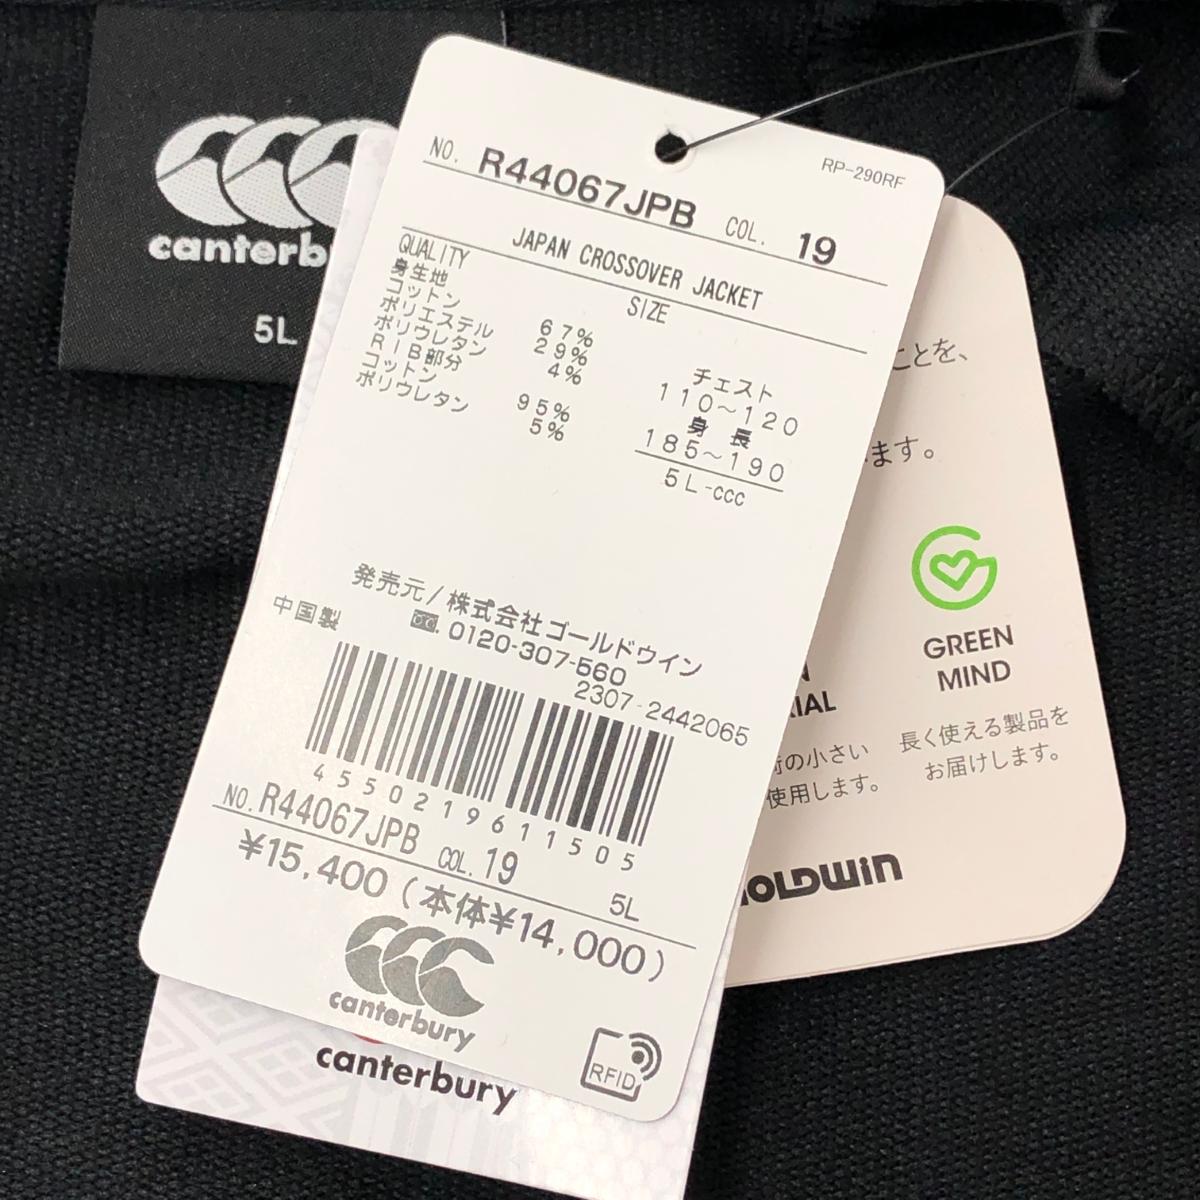 canterbury
5L
RP-290RF
NO. R44067JPB COL. 19
JAPAN CROSSOVER JACKET
QUALITY
SIZE
身生地
コットン 67%
ポリエステル 29%
ポリウレタン 4%
RIB部分
コットン 95%
ポリウレタン 5%
チェスト
110～120
身 長
185～190
5L-ccc
発売元/株式会社ゴールドウイン
中国製
0120-307-560
2307-2442065
4550219611505
NO. R44067JPB COL. 19 5L
¥15,400(本体¥14,000)
canterbury
RFID
canterbury
ことを、
ます。
GREEN
MIND
長く使える製品を
お届けします。
IAL
の小さい
使用します。
OLDWIN